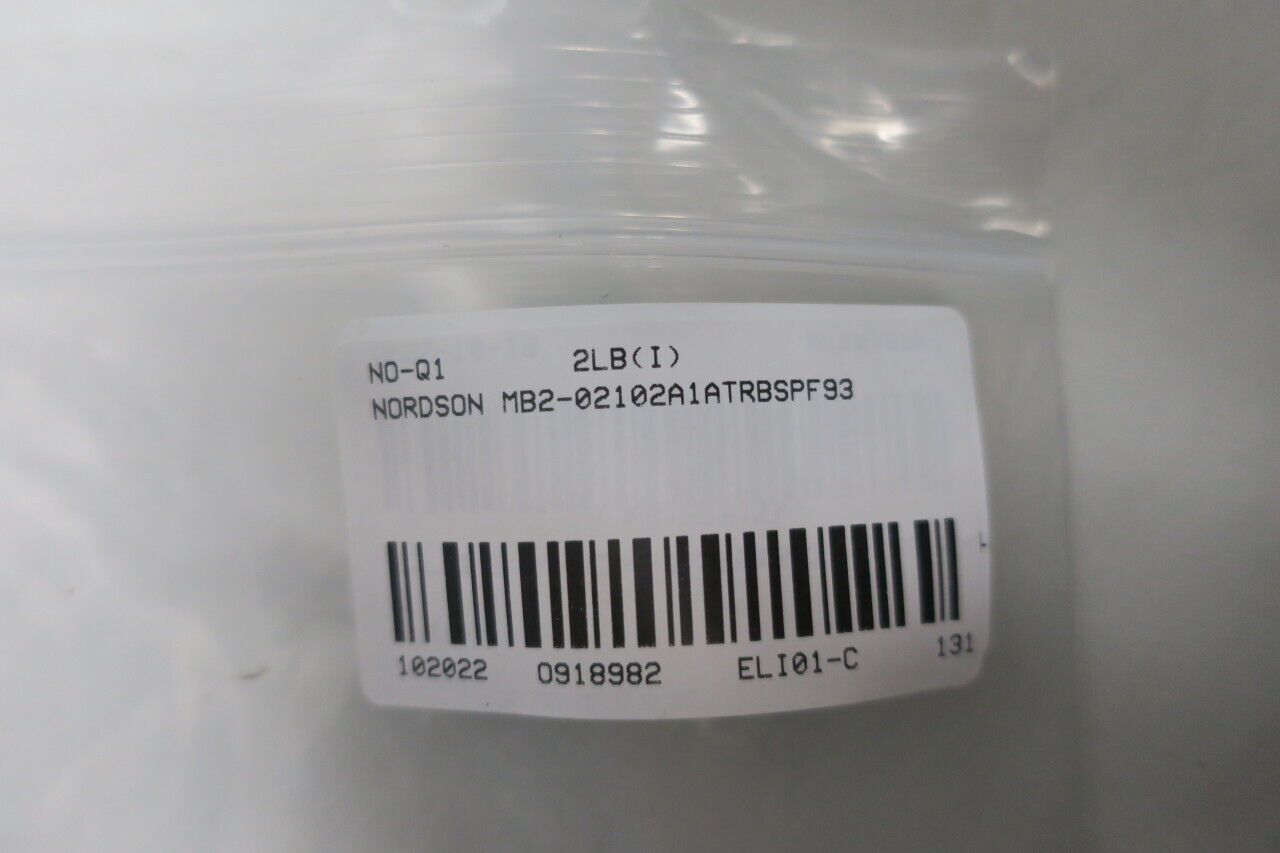 NO-Q1 2LB(I)
NORDSON MB2-02102A1ATRBSPF93
102022 0918982 ELI01-C 131